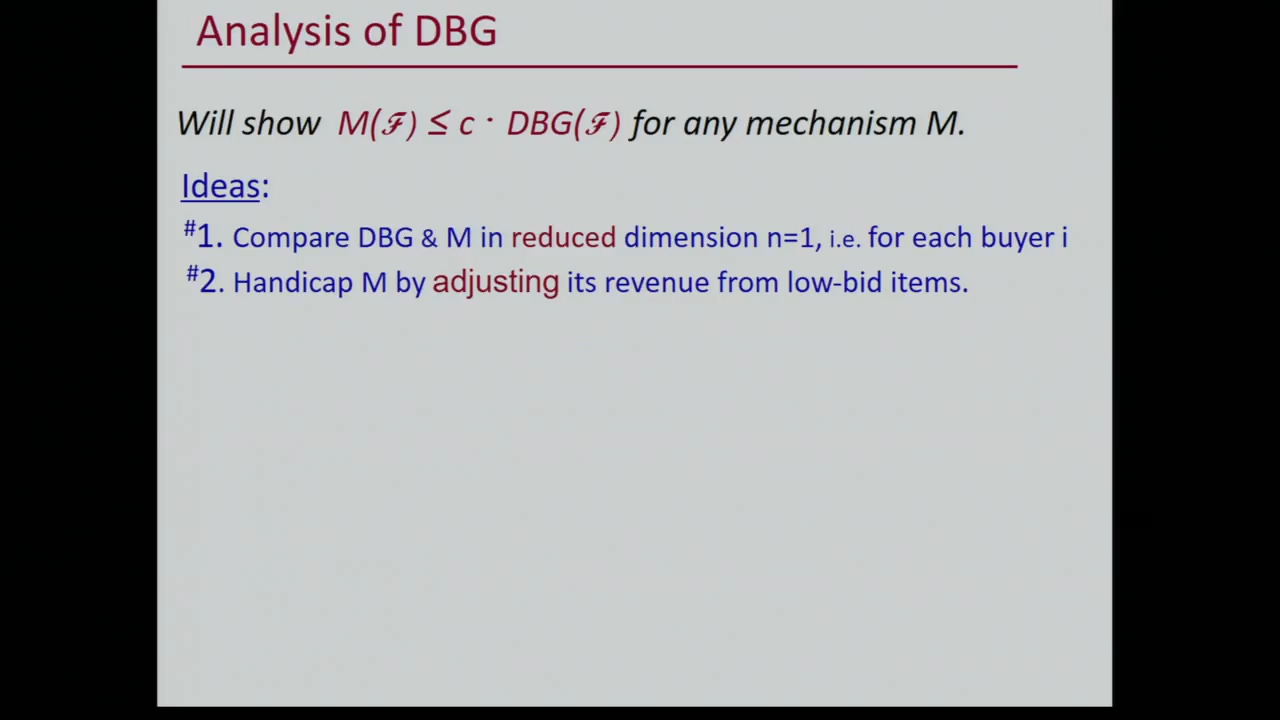 Analysis of DBG
Will show M(ℱ) ≤ c · DBG(ℱ) for any mechanism M.
Ideas:
#1. Compare DBG & M in reduced dimension n=1, i.e. for each buyer i
#2. Handicap M by adjusting its revenue from low-bid items.